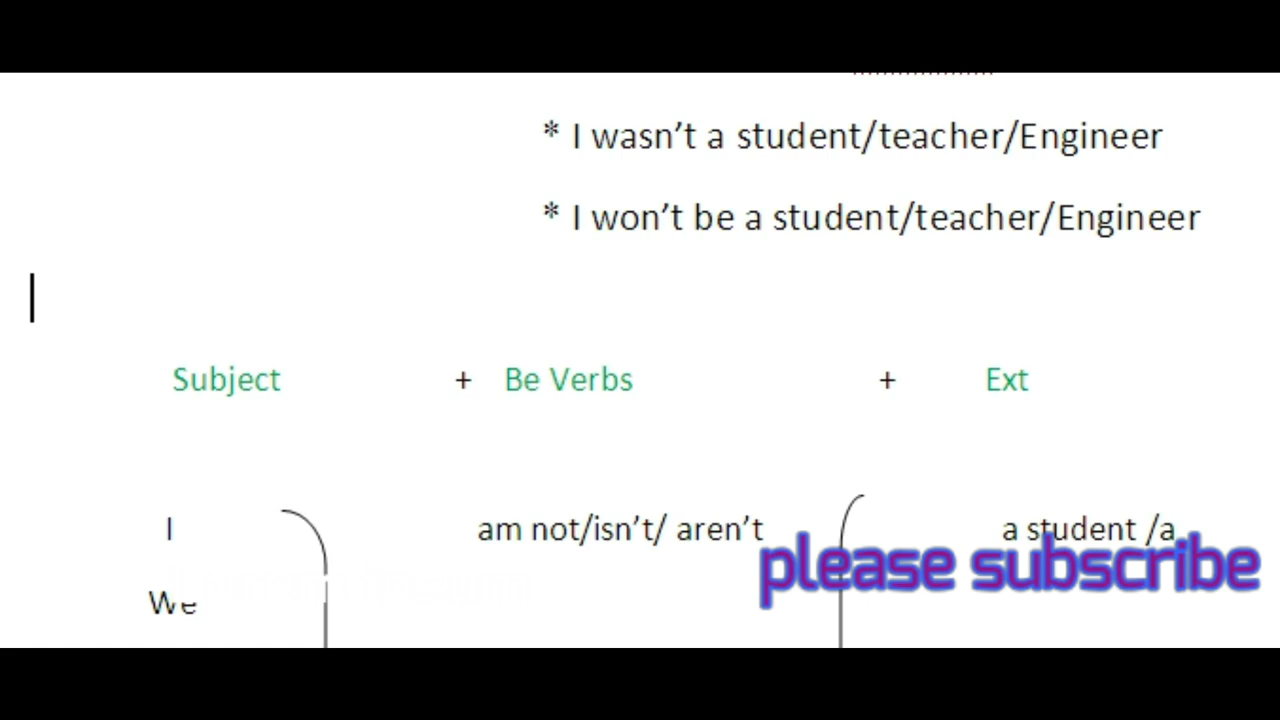 * I wasn't a student/teacher/Engineer
* I won't be a student/teacher/Engineer
Subject + Be Verbs + Ext
I am not/isn't/ aren't a student /a
please subscribe
We